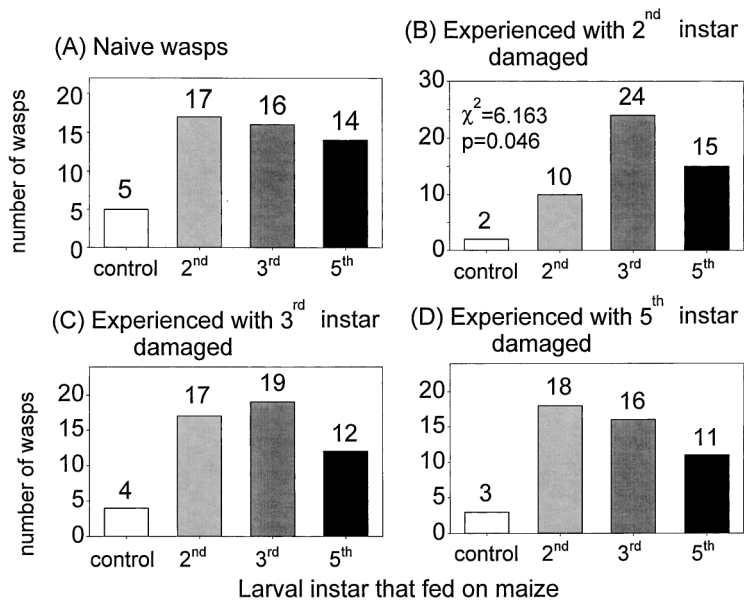 (A) Naive wasps
number of wasps
20
15
10
5
0
5
17
16
14
control 2nd 3rd 5th
(B) Experienced with 2nd instar
damaged
30
20
10
0
χ2=6.163
p=0.046
2
10
24
15
control 2nd 3rd 5th
(C) Experienced with 3rd instar
damaged
number of wasps
20
15
10
5
0
4
17
19
12
control 2nd 3rd 5th
(D) Experienced with 5th instar
damaged
20
15
10
5
0
3
18
16
11
control 2nd 3rd 5th
Larval instar that fed on maize